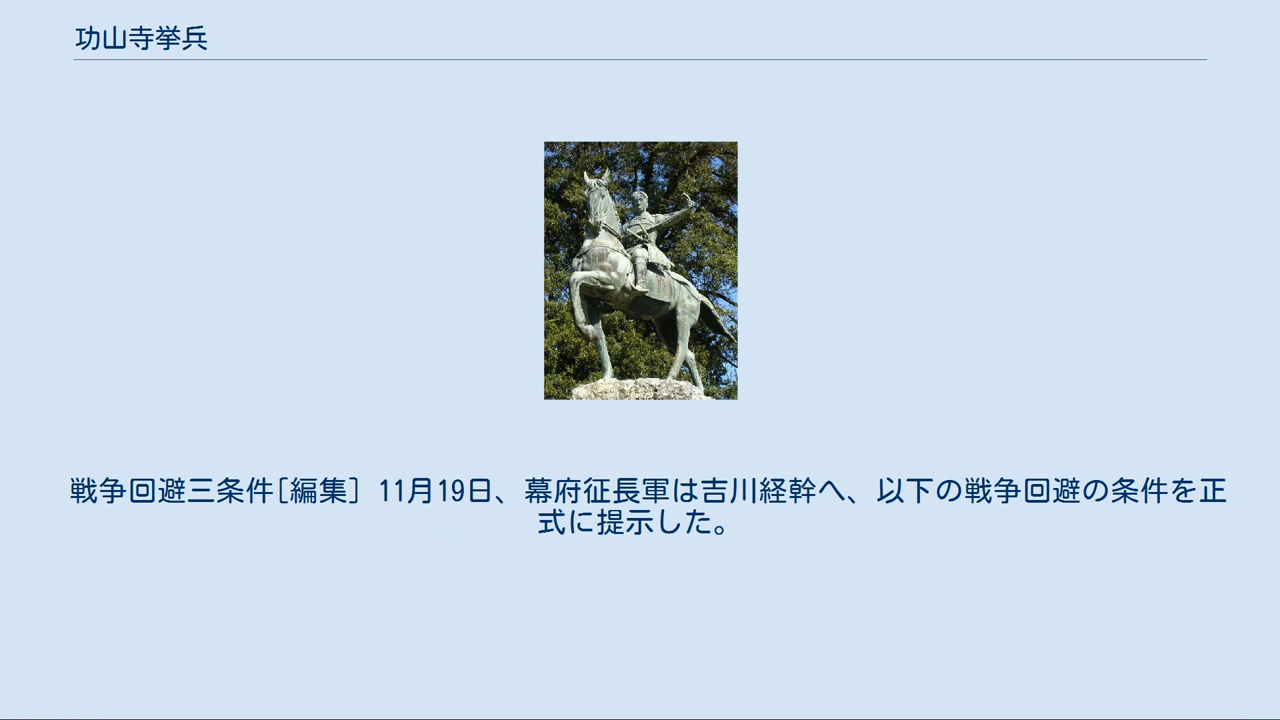 功山寺挙兵
戦争回避三条件[編集] 11月19日、幕府征長軍は吉川経幹へ、以下の戦争回避の条件を正
式に提示した。